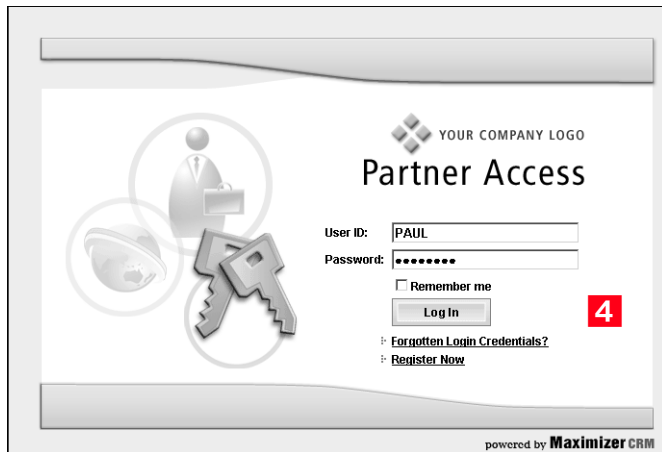 YOUR COMPANY LOGO
Partner Access
User ID: PAUL
Password: ●●●●●●●●
Remember me
Log In
4
Forgotten Login Credentials?
Register Now
powered by Maximizer CRM